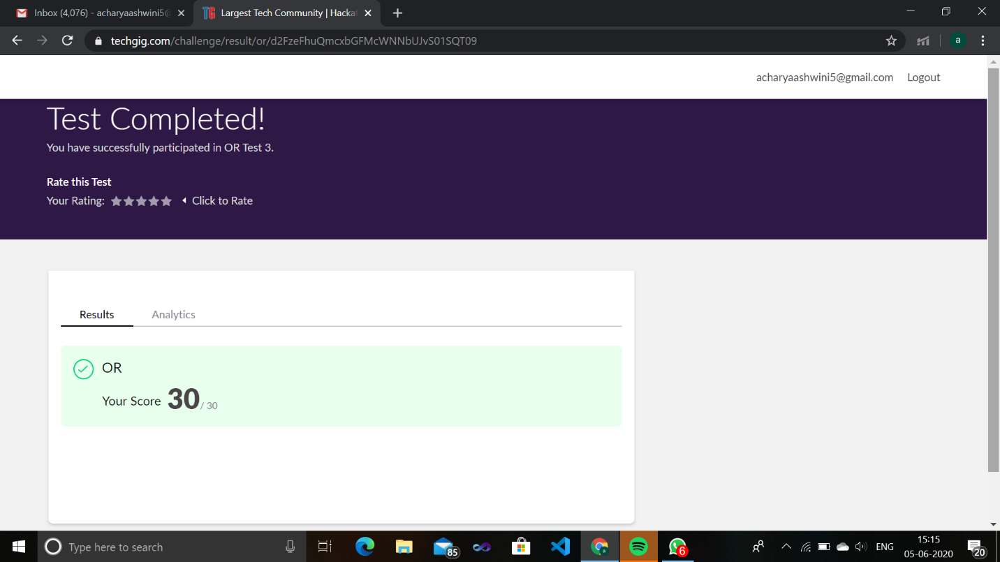 Inbox (4,076) - acharyaashwini5@
Largest Tech Community | Hackat
techgig.com/challenge/result/or/d2FzeFhuQmcxbGFMcWNNbUJvS01SQT09
a
acharyaashwini5@gmail.com Logout
Test Completed!
You have successfully participated in OR Test 3.
Rate this Test
Your Rating: Click to Rate
Results Analytics
OR
Your Score 30 / 30
Type here to search
85
a
6
ENG
15:15
05-06-2020
20